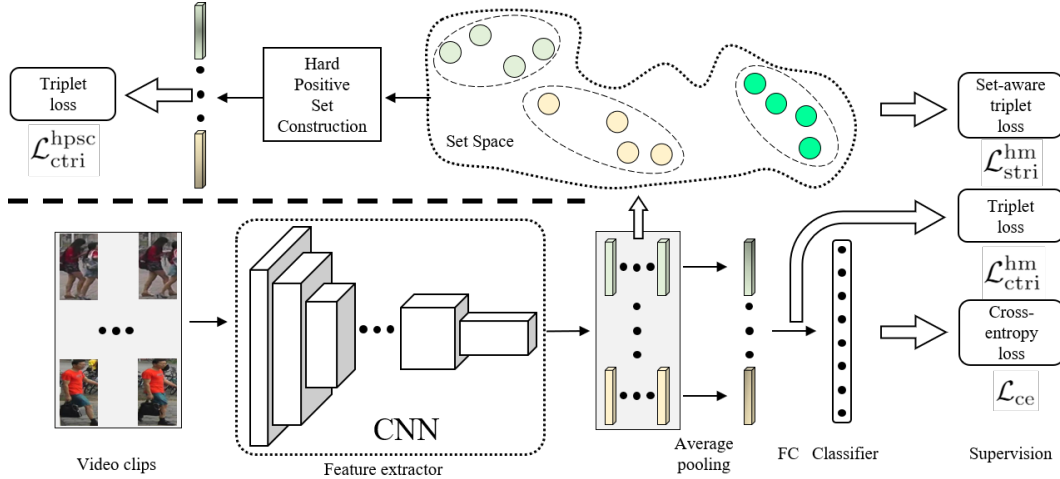 Triplet
loss
L^hpsc_ctri
Hard
Positive
Set
Construction
Set Space
Set-aware
triplet
loss
L^hm_stri
Triplet
loss
L^hm_ctri
Cross-
entropy
loss
L_ce
CNN
Video clips
Feature extractor
Average
pooling
FC
Classifier
Supervision